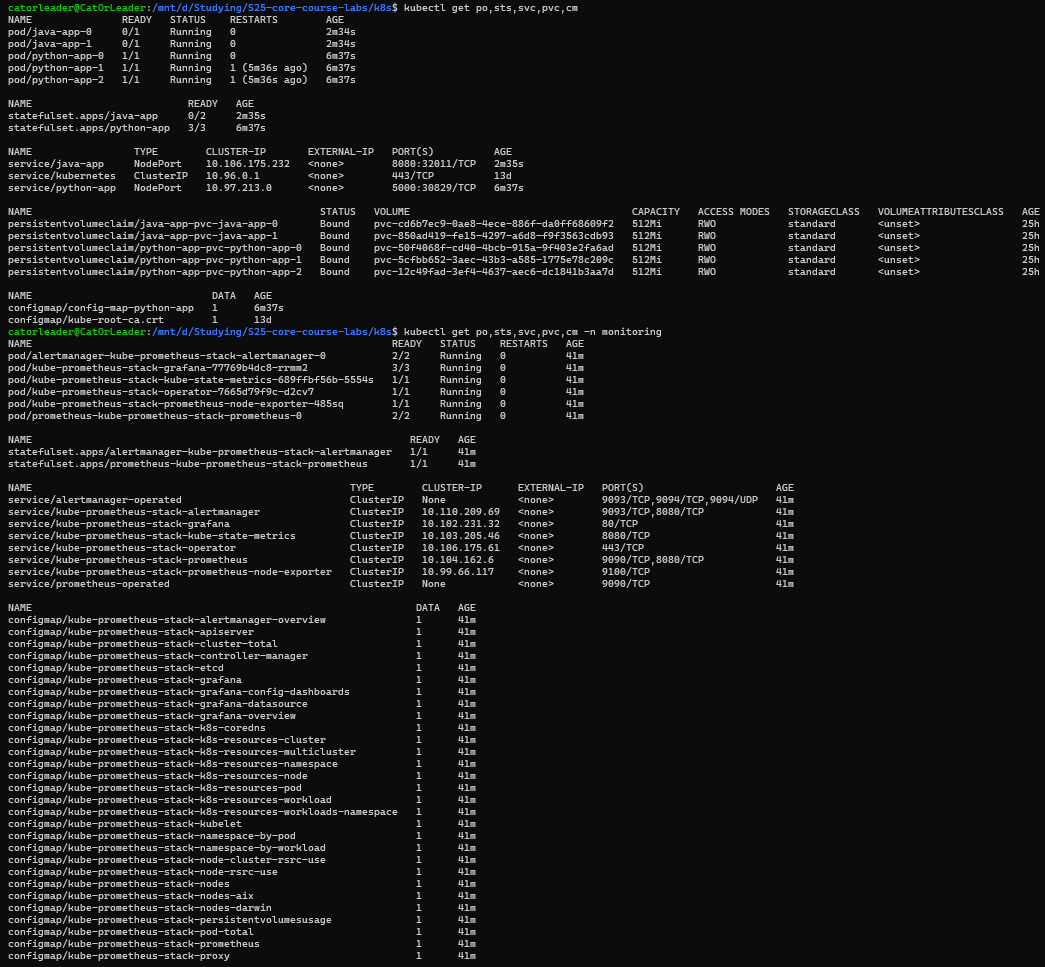 catorleader@CatOrLeader:/mnt/d/Studying/S25-core-course-labs/k8s$ kubectl get po,sts,svc,pvc,cm
NAME READY STATUS RESTARTS AGE
pod/java-app-0 0/1 Running 0 2m34s
pod/java-app-1 0/1 Running 0 2m34s
pod/python-app-0 1/1 Running 0 6m37s
pod/python-app-1 1/1 Running 1 (5m36s ago) 6m37s
pod/python-app-2 1/1 Running 1 (5m36s ago) 6m37s
NAME READY AGE
statefulset.apps/java-app 0/2 2m35s
statefulset.apps/python-app 3/3 6m37s
NAME TYPE CLUSTER-IP EXTERNAL-IP PORT(S) AGE
service/java-app NodePort 10.106.175.232 <none> 8080:32011/TCP 2m35s
service/kubernetes ClusterIP 10.96.0.1 <none> 443/TCP 13d
service/python-app NodePort 10.97.213.0 <none> 5000:30829/TCP 6m37s
NAME STATUS VOLUME CAPACITY ACCESS MODES STORAGECLASS VOLUMEATTRIBUTESCLASS AGE
persistentvolumeclaim/java-app-pvc-java-app-0 Bound pvc-cd6b7ec9-0ae8-4ece-886f-da0ff68609f2 512Mi RWO standard <unset> 25h
persistentvolumeclaim/java-app-pvc-java-app-1 Bound pvc-850ad419-fe15-4297-a6d8-f9f3563cdb93 512Mi RWO standard <unset> 25h
persistentvolumeclaim/python-app-pvc-python-app-0 Bound pvc-50f4068f-cd40-4bcb-915a-9f403e2fa6ad 512Mi RWO standard <unset> 25h
persistentvolumeclaim/python-app-pvc-python-app-1 Bound pvc-5cfbb652-3aec-43b3-a585-1775e78c209c 512Mi RWO standard <unset> 25h
persistentvolumeclaim/python-app-pvc-python-app-2 Bound pvc-12c49fad-3ef4-4637-aec6-dc1841b3aa7d 512Mi RWO standard <unset> 25h
NAME DATA AGE
configmap/config-map-python-app 1 6m37s
configmap/kube-root-ca.crt 1 13d
catorleader@CatOrLeader:/mnt/d/Studying/S25-core-course-labs/k8s$ kubectl get po,sts,svc,pvc,cm -n monitoring
NAME READY STATUS RESTARTS AGE
pod/alertmanager-kube-prometheus-stack-alertmanager-0 2/2 Running 0 41m
pod/kube-prometheus-stack-grafana-77769b4dc8-rrmm2 3/3 Running 0 41m
pod/kube-prometheus-stack-kube-state-metrics-689ffbf56b-5554s 1/1 Running 0 41m
pod/kube-prometheus-stack-operator-7665d79f9c-d2cv7 1/1 Running 0 41m
pod/kube-prometheus-stack-prometheus-node-exporter-485sq 1/1 Running 0 41m
pod/prometheus-kube-prometheus-stack-prometheus-0 2/2 Running 0 41m
NAME READY AGE
statefulset.apps/alertmanager-kube-prometheus-stack-alertmanager 1/1 41m
statefulset.apps/prometheus-kube-prometheus-stack-prometheus 1/1 41m
NAME TYPE CLUSTER-IP EXTERNAL-IP PORT(S) AGE
service/alertmanager-operated ClusterIP None <none> 9093/TCP,9094/TCP,9094/UDP 41m
service/kube-prometheus-stack-alertmanager ClusterIP 10.110.209.69 <none> 9093/TCP,8080/TCP 41m
service/kube-prometheus-stack-grafana ClusterIP 10.102.231.32 <none> 80/TCP 41m
service/kube-prometheus-stack-kube-state-metrics ClusterIP 10.103.205.46 <none> 8080/TCP 41m
service/kube-prometheus-stack-operator ClusterIP 10.106.175.61 <none> 443/TCP 41m
service/kube-prometheus-stack-prometheus ClusterIP 10.104.162.6 <none> 9090/TCP,8080/TCP 41m
service/kube-prometheus-stack-prometheus-node-exporter ClusterIP 10.99.66.117 <none> 9100/TCP 41m
service/prometheus-operated ClusterIP None <none> 9090/TCP 41m
NAME DATA AGE
configmap/kube-prometheus-stack-alertmanager-overview 1 41m
configmap/kube-prometheus-stack-apiserver 1 41m
configmap/kube-prometheus-stack-cluster-total 1 41m
configmap/kube-prometheus-stack-controller-manager 1 41m
configmap/kube-prometheus-stack-etcd 1 41m
configmap/kube-prometheus-stack-grafana 1 41m
configmap/kube-prometheus-stack-grafana-config-dashboards 1 41m
configmap/kube-prometheus-stack-grafana-datasource 1 41m
configmap/kube-prometheus-stack-grafana-overview 1 41m
configmap/kube-prometheus-stack-k8s-coredns 1 41m
configmap/kube-prometheus-stack-k8s-resources-cluster 1 41m
configmap/kube-prometheus-stack-k8s-resources-multicluster 1 41m
configmap/kube-prometheus-stack-k8s-resources-namespace 1 41m
configmap/kube-prometheus-stack-k8s-resources-node 1 41m
configmap/kube-prometheus-stack-k8s-resources-pod 1 41m
configmap/kube-prometheus-stack-k8s-resources-workload 1 41m
configmap/kube-prometheus-stack-k8s-resources-workloads-namespace 1 41m
configmap/kube-prometheus-stack-kubelet 1 41m
configmap/kube-prometheus-stack-namespace-by-pod 1 41m
configmap/kube-prometheus-stack-namespace-by-workload 1 41m
configmap/kube-prometheus-stack-node-cluster-rsrc-use 1 41m
configmap/kube-prometheus-stack-node-rsrc-use 1 41m
configmap/kube-prometheus-stack-nodes 1 41m
configmap/kube-prometheus-stack-nodes-aix 1 41m
configmap/kube-prometheus-stack-nodes-darwin 1 41m
configmap/kube-prometheus-stack-persistentvolumesusage 1 41m
configmap/kube-prometheus-stack-pod-total 1 41m
configmap/kube-prometheus-stack-prometheus 1 41m
configmap/kube-prometheus-stack-proxy 1 41m